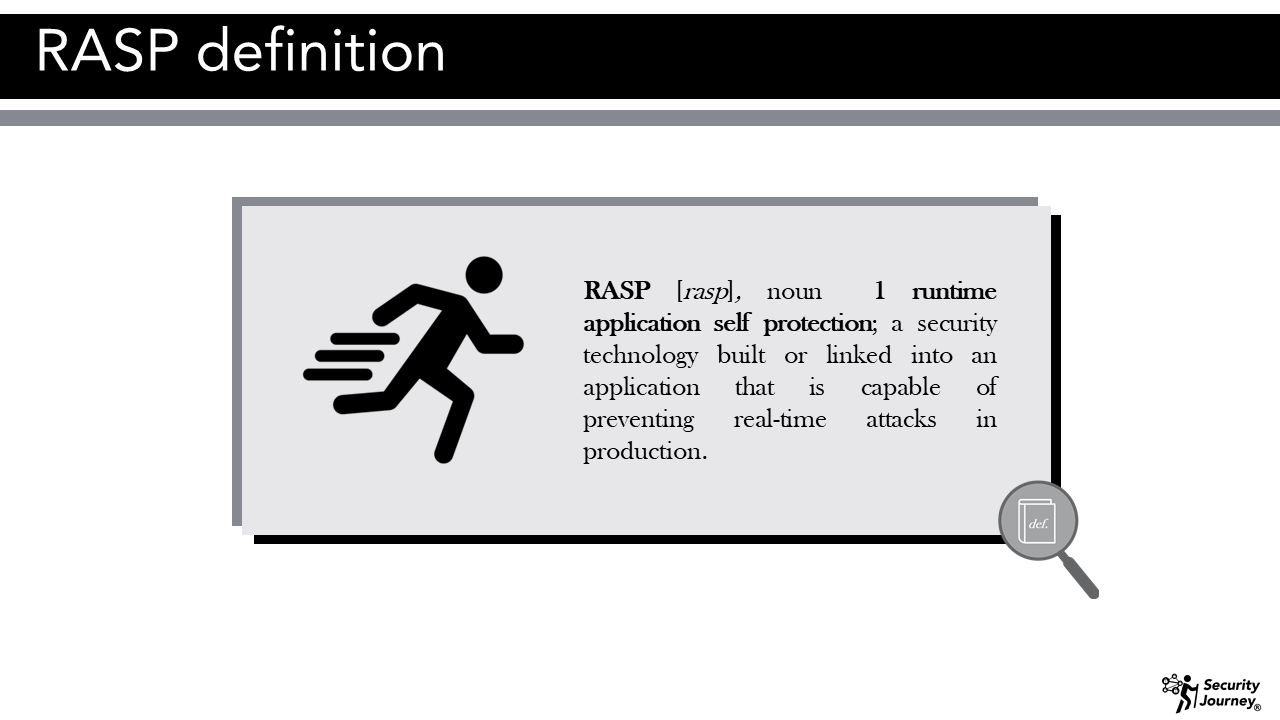 RASP definition
RASP [rasp], noun 1 runtime
application self protection; a security
technology built or linked into an
application that is capable of
preventing real-time attacks in
production.
def.
Security
Journey®